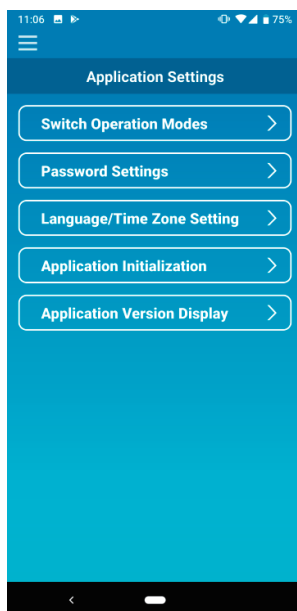 11:06 75%
Application Settings
Switch Operation Modes
Password Settings
Language/Time Zone Setting
Application Initialization
Application Version Display